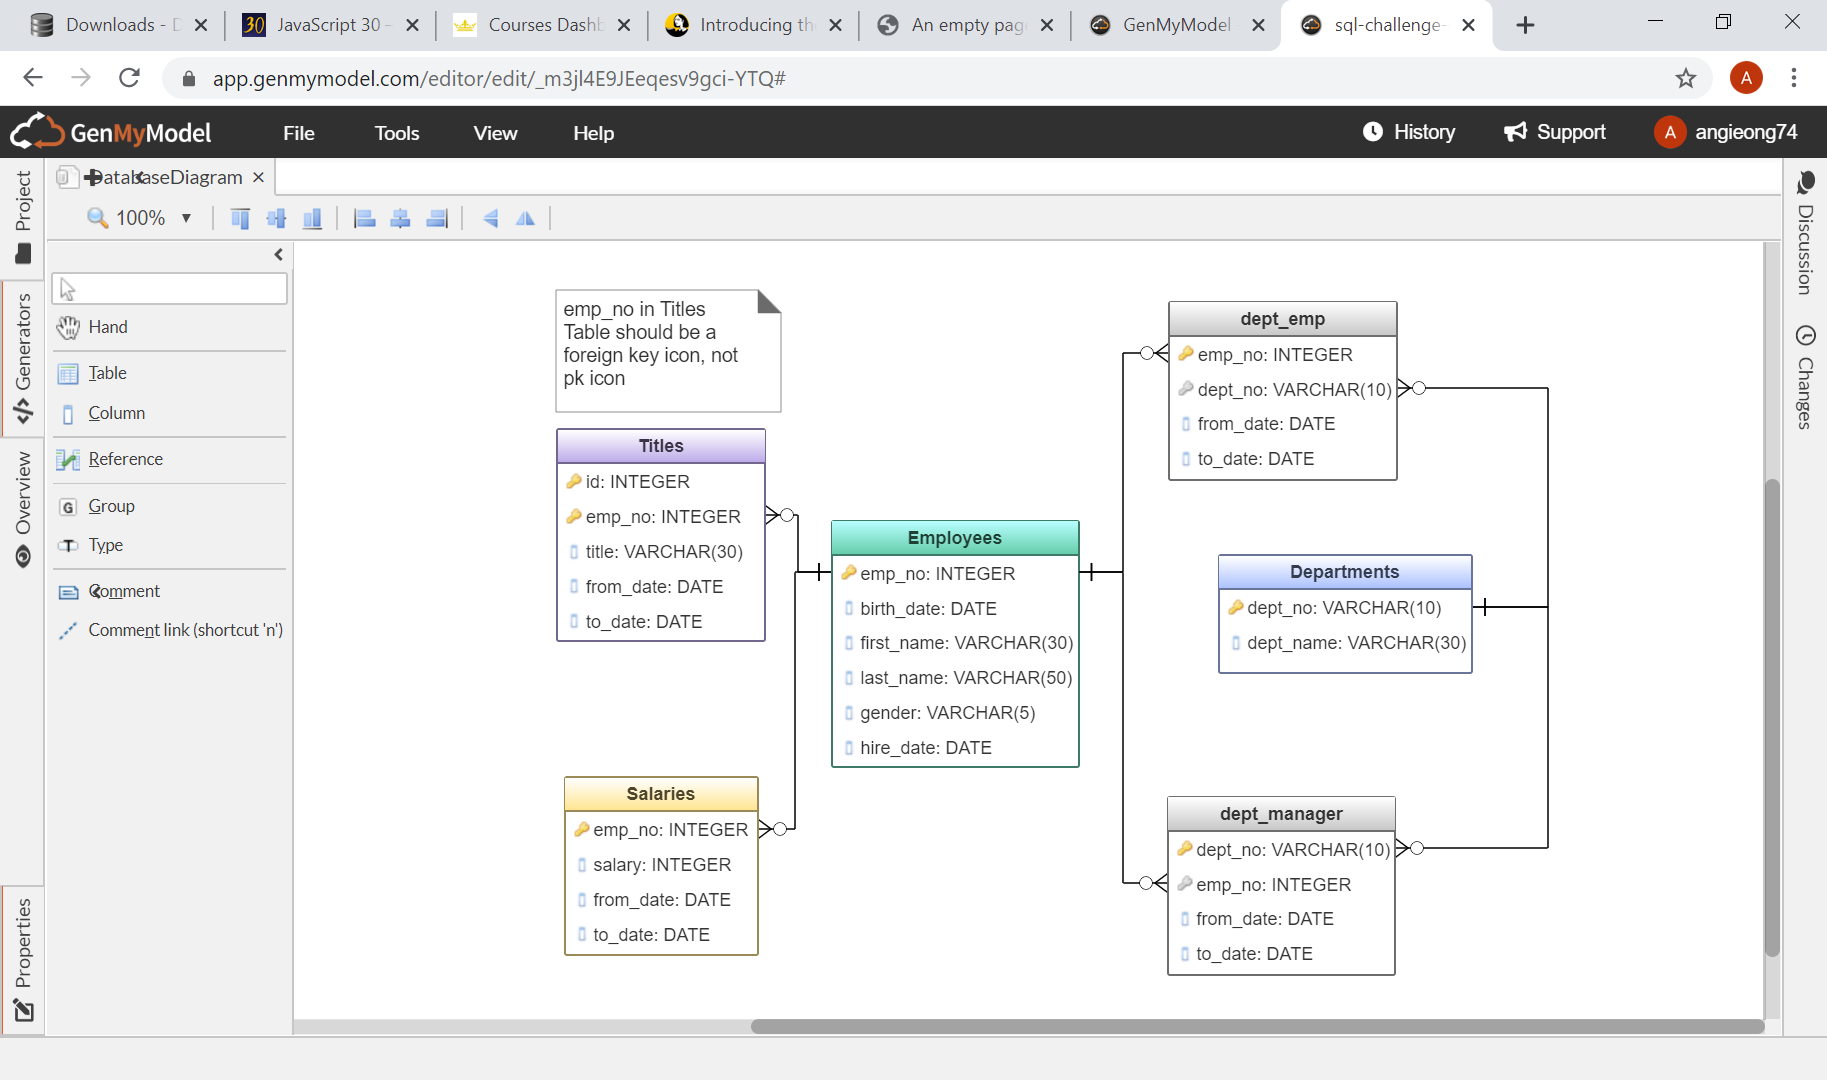 Downloads - D
30 JavaScript 30 -
Courses Dashb
Introducing th
An empty pag
GenMyModel
sql-challenge-
app.genmymodel.com/editor/edit/_m3jl4E9JEeqesv9gci-YTQ#
A
GenMyModel
File
Tools
View
Help
History
Support
A angieong74
Project
Generators
Overview
Properties
DatabaseDiagram
100%
Hand
Table
Column
Reference
G Group
T Type
Comment
Comment link (shortcut 'n')
Discussion
Changes
emp_no in Titles
Table should be a
foreign key icon, not
pk icon
Titles
id: INTEGER
emp_no: INTEGER
title: VARCHAR(30)
from_date: DATE
to_date: DATE
Salaries
emp_no: INTEGER
salary: INTEGER
from_date: DATE
to_date: DATE
Employees
emp_no: INTEGER
birth_date: DATE
first_name: VARCHAR(30)
last_name: VARCHAR(50)
gender: VARCHAR(5)
hire_date: DATE
dept_emp
emp_no: INTEGER
dept_no: VARCHAR(10)
from_date: DATE
to_date: DATE
Departments
dept_no: VARCHAR(10)
dept_name: VARCHAR(30)
dept_manager
dept_no: VARCHAR(10)
emp_no: INTEGER
from_date: DATE
to_date: DATE